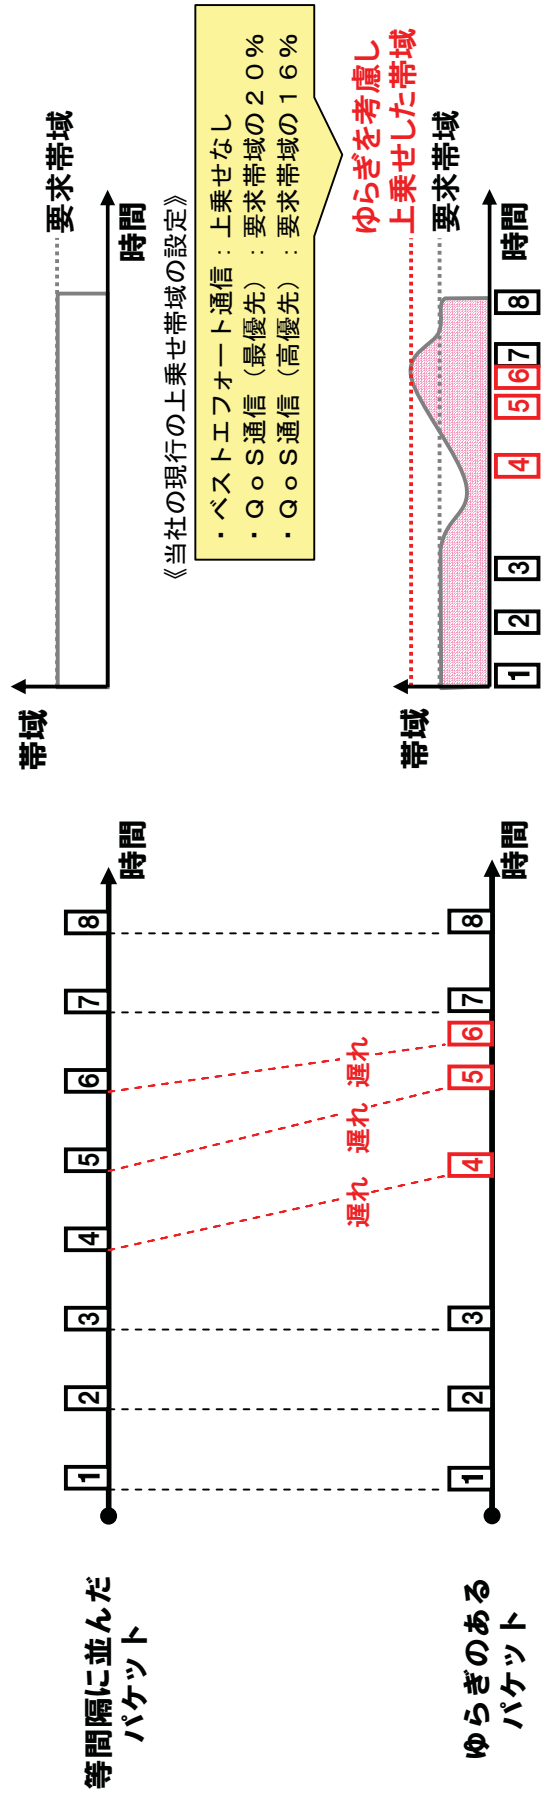 等間隔に並んだ
パケット
1 2 3 4 5 6 7 8
時間
遅れ 遅れ 遅れ
ゆらぎのある
パケット
1 2 3 4 5 6 7 8
時間
帯域
要求帯域
時間
《当社の現行の上乗せ帯域の設定》
・ベストエフォート通信：上乗せなし
・QoS通信（最優先）：要求帯域の20%
・QoS通信（高優先）：要求帯域の16%
ゆらぎを考慮し
上乗せした帯域
帯域
要求帯域
時間
1 2 3 4 5 6 7 8